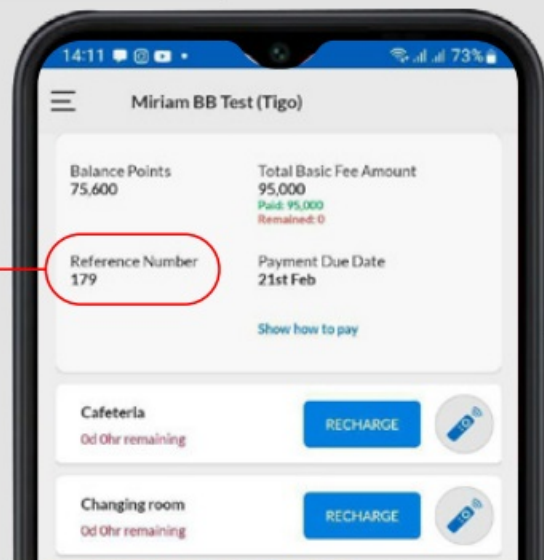 14:11
73%
Miriam BB Test (Tigo)
Balance Points
75,600
Total Basic Fee Amount
95,000
Paid: 95,000
Remained: 0
Reference Number
179
Payment Due Date
21st Feb
Show how to pay
Cafeteria
0d 0hr remaining
RECHARGE
Changing room
0d 0hr remaining
RECHARGE